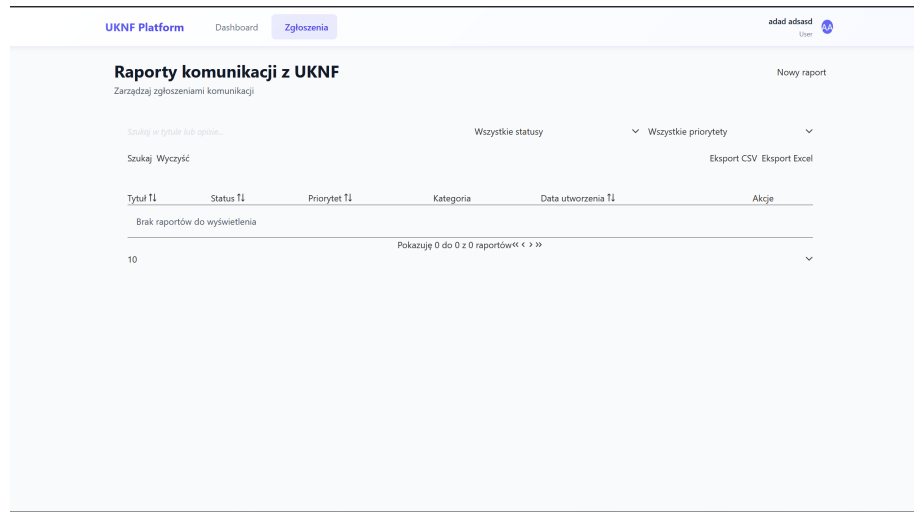 UKNF Platform Dashboard Zgłoszenia adad adsasd
User AA
Raporty komunikacji z UKNF Nowy raport
Zarządzaj zgłoszeniami komunikacji
Szukaj w tytule lub opisie... Wszystkie statusy Wszystkie priorytety
Szukaj Wyczyść Eksport CSV Eksport Excel
Tytuł Status Priorytet Kategoria Data utworzenia Akcje
Brak raportów do wyświetlenia
Pokazuję 0 do 0 z 0 raportów
10